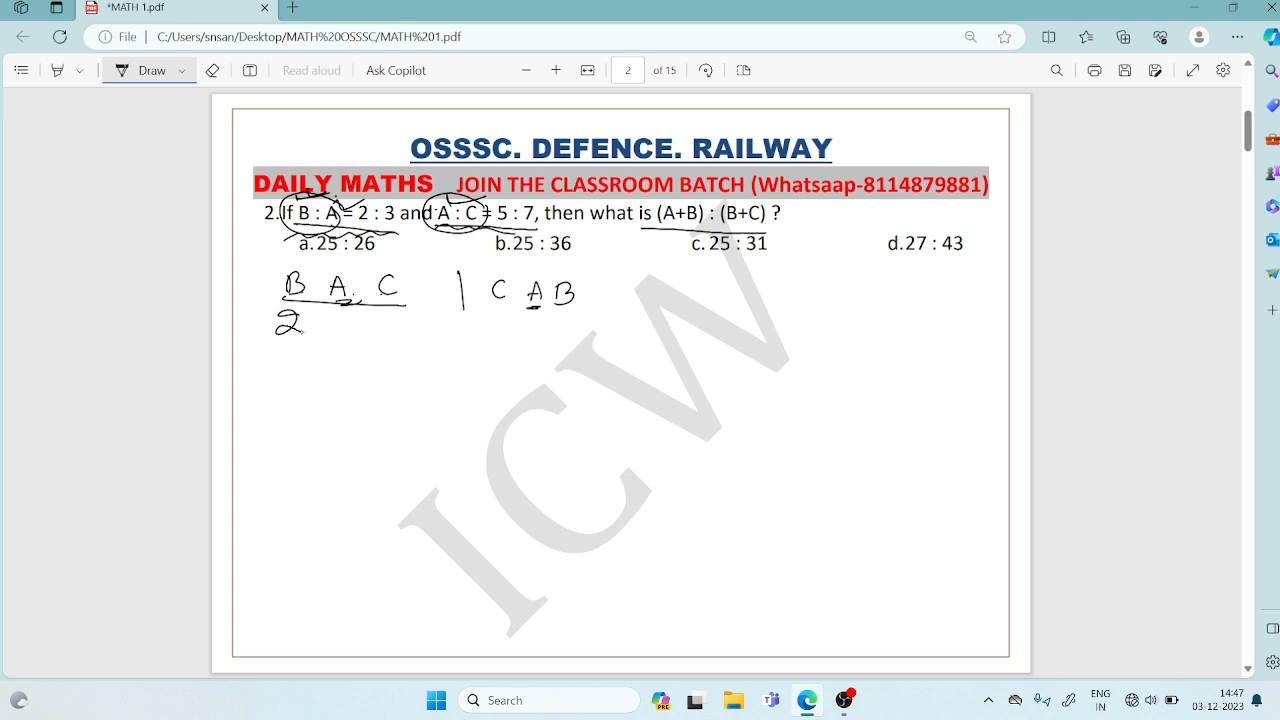 *MATH 1.pdf
File | C:/Users/snsan/Desktop/MATH%20OSSSC/MATH%201.pdf
Draw Read aloud Ask Copilot 2 of 15
OSSSC. DEFENCE. RAILWAY
DAILY MATHS JOIN THE CLASSROOM BATCH (Whatsaap-8114879881)
2.If B : A = 2 : 3 and A : C = 5 : 7, then what is (A+B) : (B+C) ?
a.25 : 26 b.25 : 36 c. 25 : 31 d.27 : 43
B A C | C A B
2
ICW
Search PRE ENG IN 14:47 03-12-2023